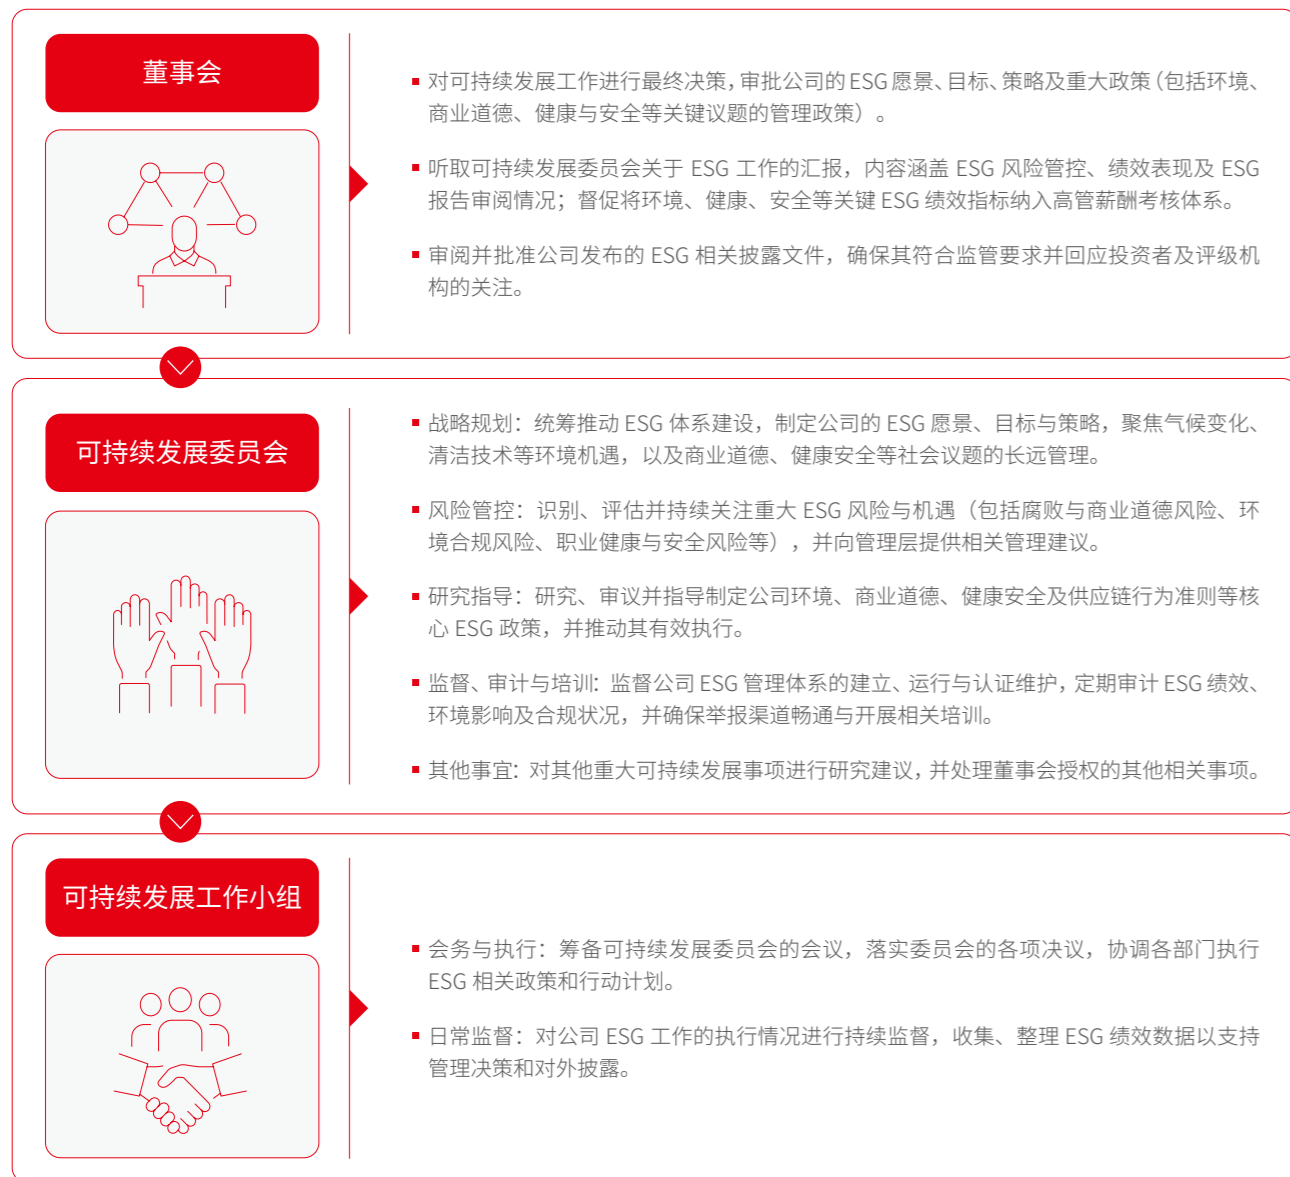 董事会
■ 对可持续发展工作进行最终决策，审批公司的 ESG 愿景、目标、策略及重大政策（包括环境、
商业道德、健康与安全等关键议题的管理政策）。
■ 听取可持续发展委员会关于 ESG 工作的汇报，内容涵盖 ESG 风险管控、绩效表现及 ESG
报告审阅情况；督促将环境、健康、安全等关键 ESG 绩效指标纳入高管薪酬考核体系。
■ 审阅并批准公司发布的 ESG 相关披露文件，确保其符合监管要求并回应投资者及评级机
构的关注。
可持续发展委员会
■ 战略规划：统筹推动 ESG 体系建设，制定公司的 ESG 愿景、目标与策略，聚焦气候变化、
清洁技术等环境机遇，以及商业道德、健康安全等社会议题的长远管理。
■ 风险管控：识别、评估并持续关注重大 ESG 风险与机遇（包括腐败与商业道德风险、环
境合规风险、职业健康与安全风险等），并向管理层提供相关管理建议。
■ 研究指导：研究、审议并指导制定公司环境、商业道德、健康安全及供应链行为准则等核
心 ESG 政策，并推动其有效执行。
■ 监督、审计与培训：监督公司 ESG 管理体系的建立、运行与认证维护，定期审计 ESG 绩效、
环境影响及合规状况，并确保举报渠道畅通与开展相关培训。
■ 其他事宜：对其他重大可持续发展事项进行研究建议，并处理董事会授权的其他相关事项。
可持续发展工作小组
■ 会务与执行：筹备可持续发展委员会的会议，落实委员会的各项决议，协调各部门执行
ESG 相关政策和行动计划。
■ 日常监督：对公司 ESG 工作的执行情况进行持续监督，收集、整理 ESG 绩效数据以支持
管理决策和对外披露。